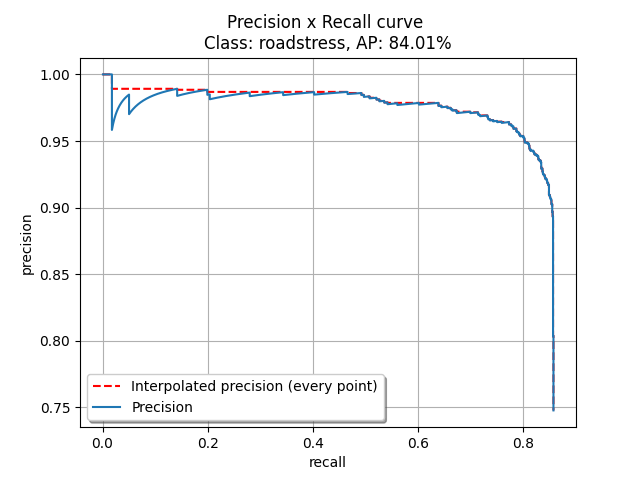 Precision x Recall curve
Class: roadstress, AP: 84.01%
1.00
0.95
0.90
0.85
0.80
0.75
precision
Interpolated precision (every point)
Precision
0.0 0.2 0.4 0.6 0.8
recall